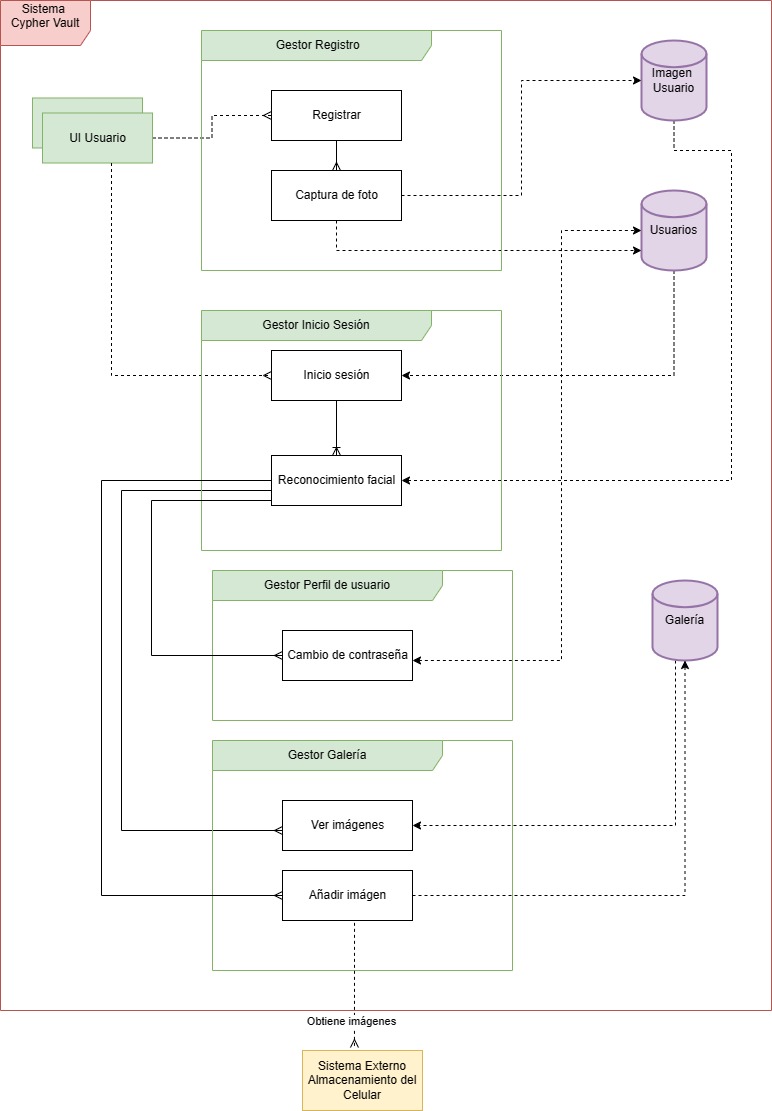 Sistema
Cypher Vault
Gestor Registro
Imagen
Usuario
Registrar
UI Usuario
Captura de foto
Usuarios
Gestor Inicio Sesión
Inicio sesión
Reconocimiento facial
Gestor Perfil de usuario
Galería
Cambio de contraseña
Gestor Galería
Ver imágenes
Añadir imágen
Obtiene imágenes
Sistema Externo
Almacenamiento del
Celular